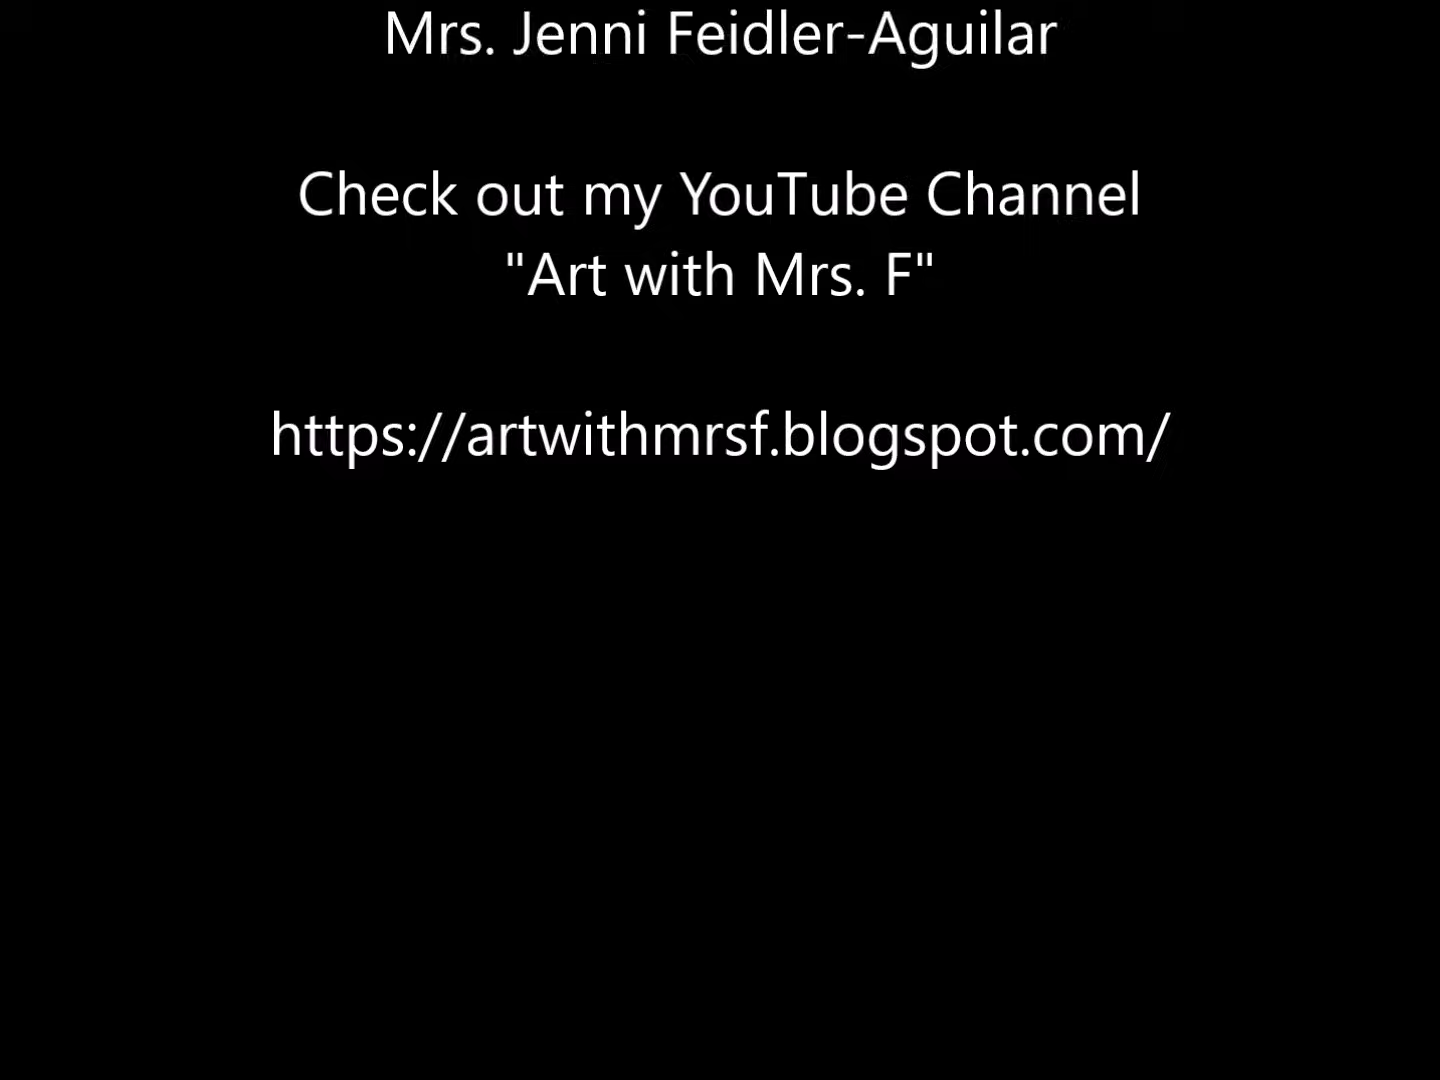 Mrs. Jenni Feidler-Aguilar
Check out my YouTube Channel
"Art with Mrs. F"
https://artwithmrsf.blogspot.com/